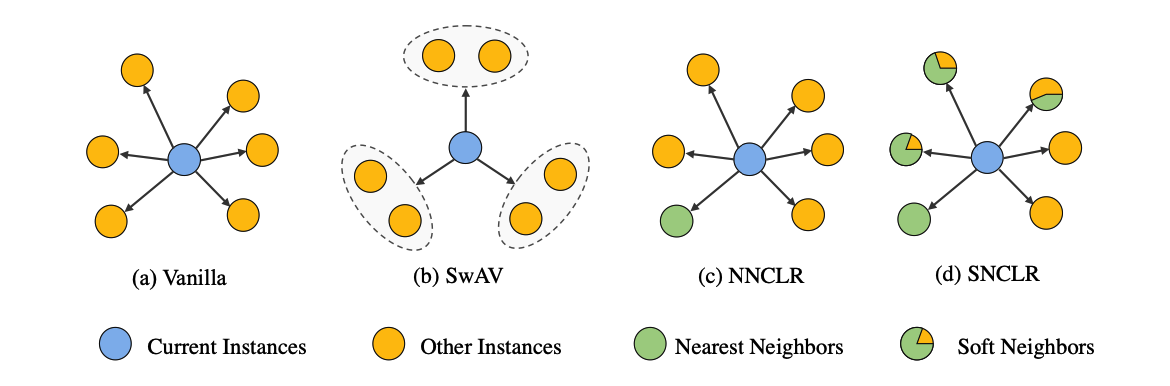 (a) Vanilla
(b) SwAV
(c) NNCLR
(d) SNCLR
Current Instances
Other Instances
Nearest Neighbors
Soft Neighbors